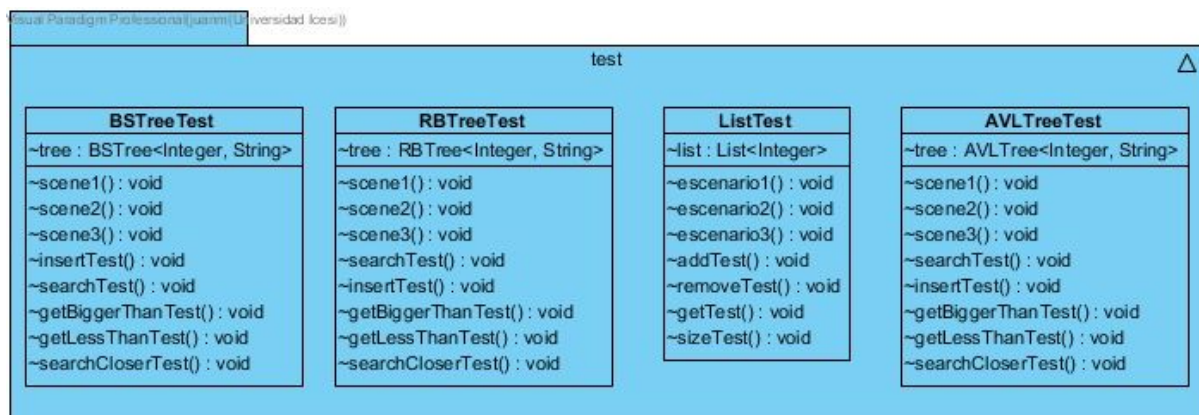 Visual Paradigm Professional(juanm(Universidad Icesi))
test
BSTreeTest
~tree : BSTree<Integer, String>
~scene1() : void
~scene2() : void
~scene3() : void
~insertTest() : void
~searchTest() : void
~getBiggerThanTest() : void
~getLessThanTest() : void
~searchCloserTest() : void
RBTreeTest
~tree : RBTree<Integer, String>
~scene1() : void
~scene2() : void
~scene3() : void
~searchTest() : void
~insertTest() : void
~getBiggerThanTest() : void
~getLessThanTest() : void
~searchCloserTest() : void
ListTest
~list : List<Integer>
~escenario1() : void
~escenario2() : void
~escenario3() : void
~addTest() : void
~removeTest() : void
~getTest() : void
~sizeTest() : void
AVLTreeTest
~tree : AVLTree<Integer, String>
~scene1() : void
~scene2() : void
~scene3() : void
~searchTest() : void
~insertTest() : void
~getBiggerThanTest() : void
~getLessThanTest() : void
~searchCloserTest() : void